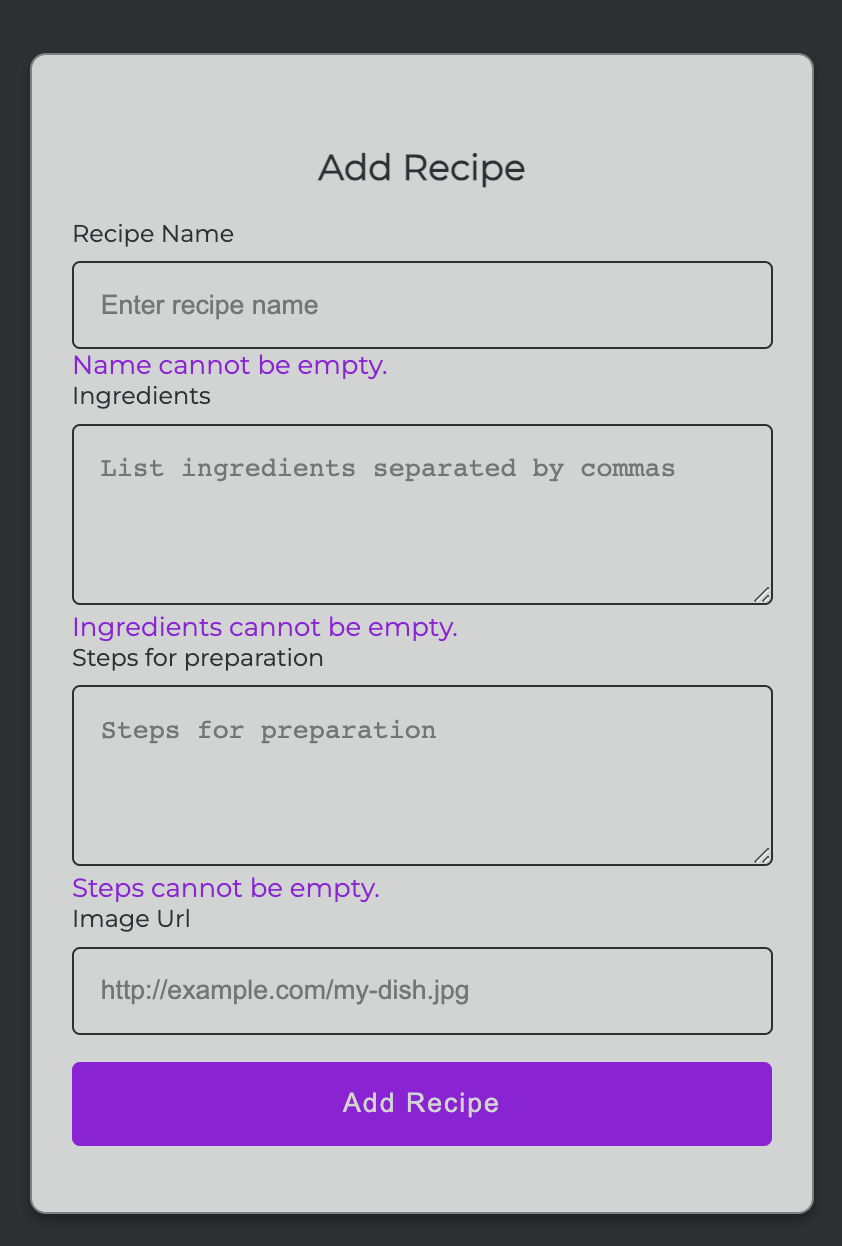 Add Recipe
Recipe Name
Enter recipe name
Name cannot be empty.
Ingredients
List ingredients separated by commas
Ingredients cannot be empty.
Steps for preparation
Steps for preparation
Steps cannot be empty.
Image Url
http://example.com/my-dish.jpg
Add Recipe